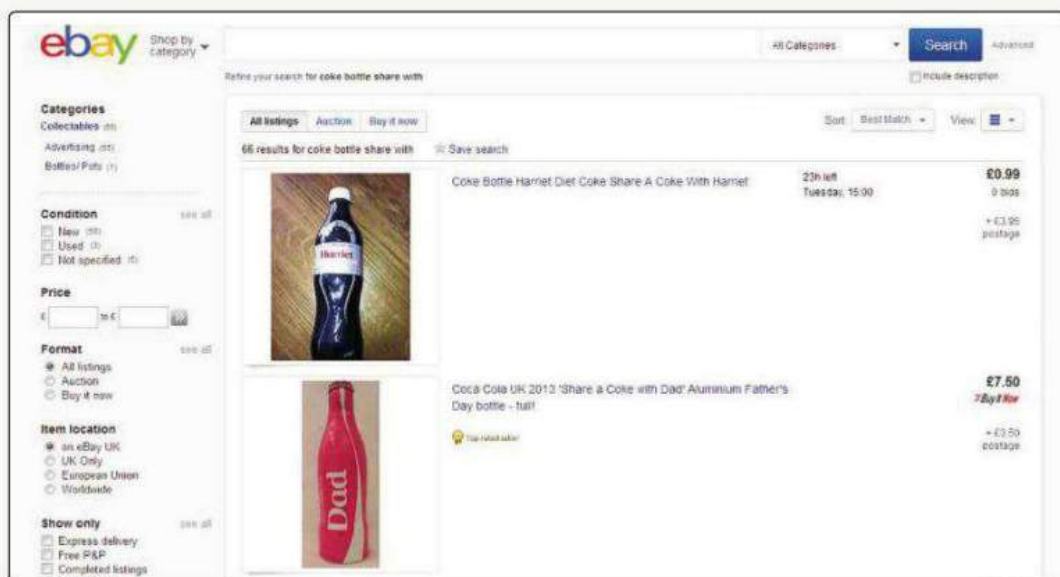 ebay
Shop by
category
All Categories
Search
Advanced
Refine your search for coke bottle share with
Include description
Categories
Collectables
Advertising
Bottles/Pots
All listings Auction Buy it now
Sort: Best Match
View:
66 results for coke bottle share with
Save search
Condition see all
New
Used
Not specified
Price
£ to £
Format see all
All listings
Auction
Buy it now
Item location
on eBay UK
UK Only
European Union
Worldwide
Show only see all
Express delivery
Free P&P
Completed listings
Coke Bottle Harriet Diet Coke Share A Coke With Harriet
23h left
Tuesday, 15:00
£0.99
0 bids
postage
Harriet
Coca Cola UK 2013 'Share a Coke with Dad' Aluminium Father's
Day bottle - full!
Top-rated seller
£7.50
Buy It Now
+ £3.50
postage
Dad